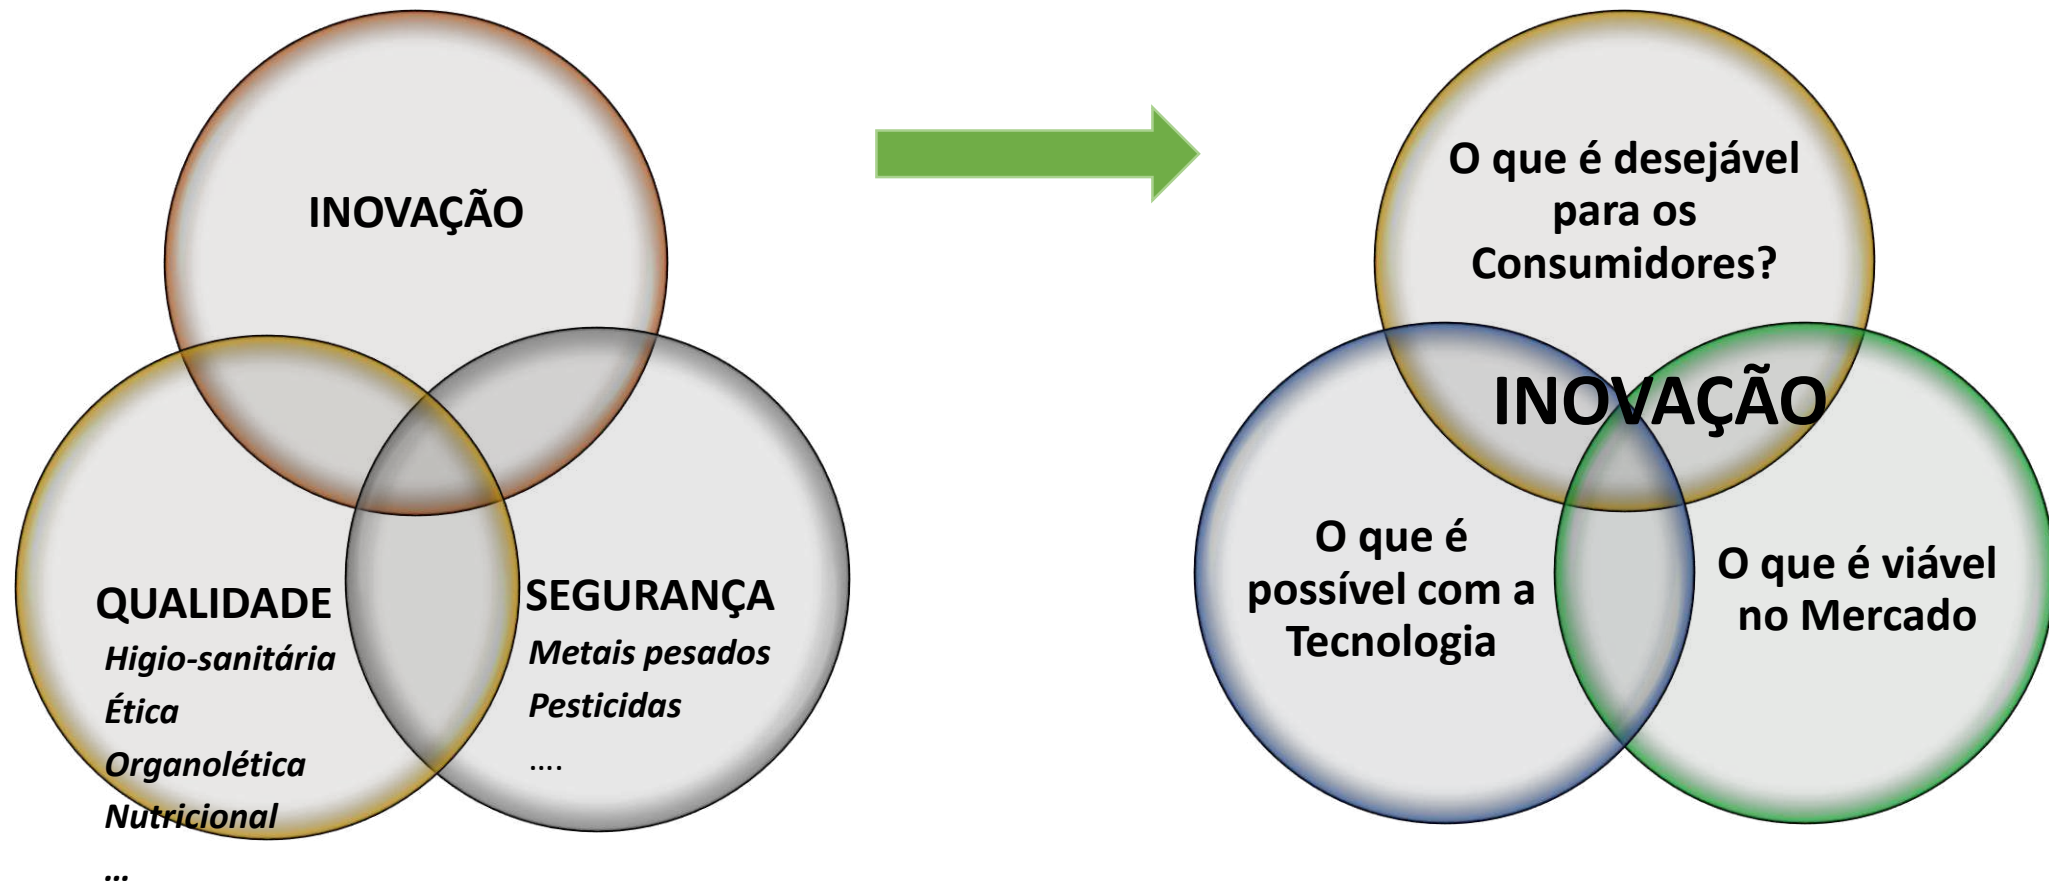 INOVAÇÃO
QUALIDADE
Higio-sanitária
Ética
Organolética
Nutricional
...
SEGURANÇA
Metais pesados
Pesticidas
....
O que é desejável
para os
Consumidores?
INOVAÇÃO
O que é
possível com a
Tecnologia
O que é viável
no Mercado